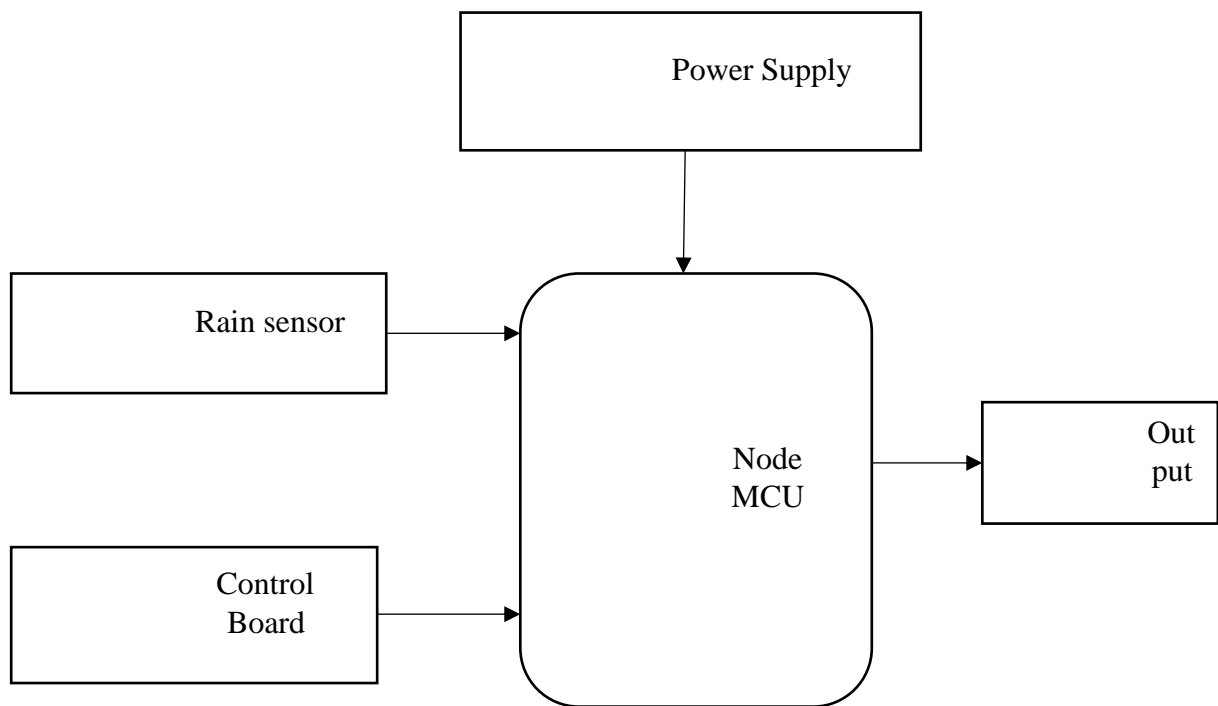 Power Supply
Rain sensor
Node
MCU
Out
put
Control
Board